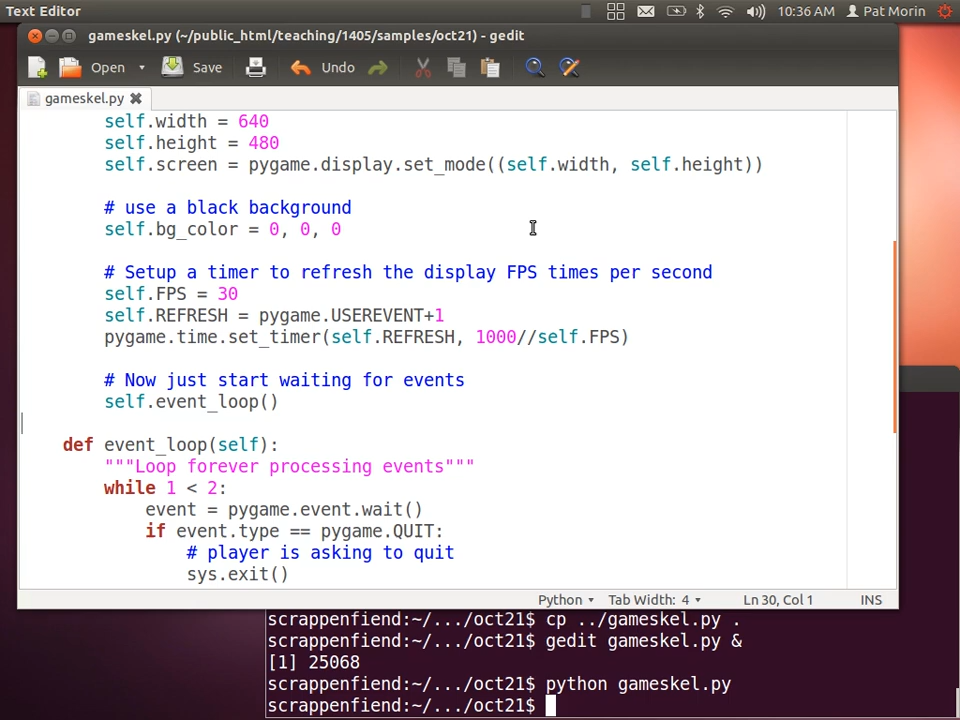 Text Editor
10:36 AM
Pat Morin
gameskel.py (~/public_html/teaching/1405/samples/oct21) - gedit
Open
Save
Undo
gameskel.py
self.width = 640
self.height = 480
self.screen = pygame.display.set_mode((self.width, self.height))
# use a black background
self.bg_color = 0, 0, 0
# Setup a timer to refresh the display FPS times per second
self.FPS = 30
self.REFRESH = pygame.USEREVENT+1
pygame.time.set_timer(self.REFRESH, 1000//self.FPS)
# Now just start waiting for events
self.event_loop()
def event_loop(self):
"""Loop forever processing events"""
while 1 < 2:
event = pygame.event.wait()
if event.type == pygame.QUIT:
# player is asking to quit
sys.exit()
Python
Tab Width: 4
Ln 30, Col 1
INS
scrappenfiend:~/.../oct21$ cp ../gameskel.py .
scrappenfiend:~/.../oct21$ gedit gameskel.py &
[1] 25068
scrappenfiend:~/.../oct21$ python gameskel.py
scrappenfiend:~/.../oct21$